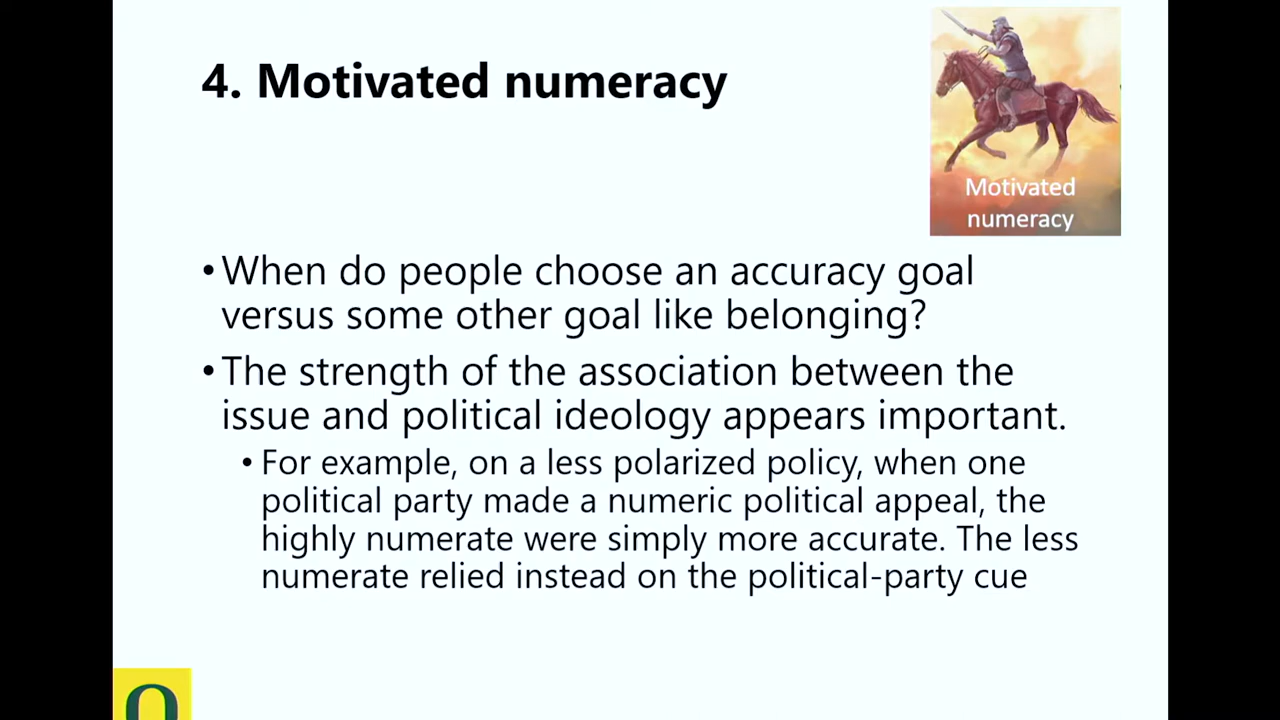 4. Motivated numeracy
Motivated
numeracy
•When do people choose an accuracy goal
versus some other goal like belonging?
•The strength of the association between the
issue and political ideology appears important.
•For example, on a less polarized policy, when one
political party made a numeric political appeal, the
highly numerate were simply more accurate. The less
numerate relied instead on the political-party cue
O